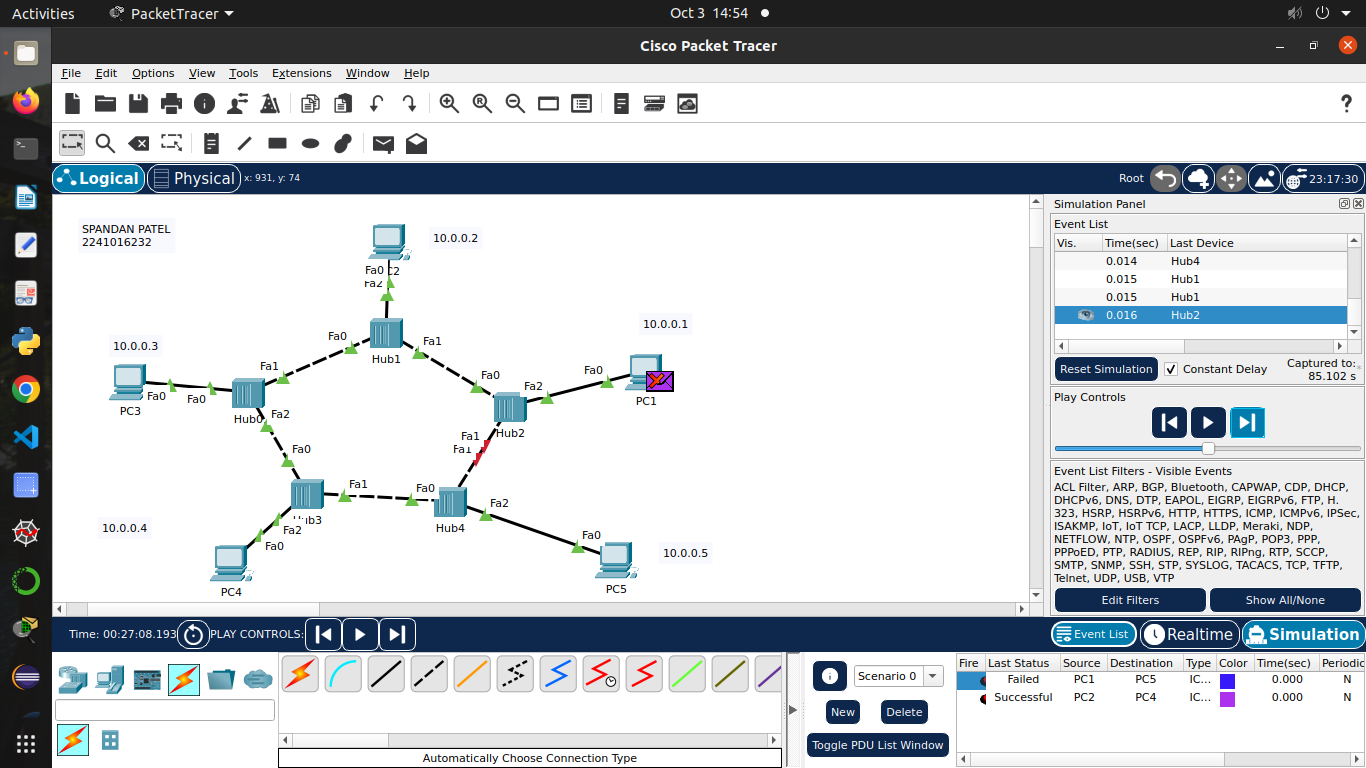 Activities
PacketTracer
Oct 3 14:54
Cisco Packet Tracer
File Edit Options View Tools Extensions Window Help
?
Logical
Physical
x: 931, y: 74
Root
23:17:30
SPANDAN PATEL
2241016232
10.0.0.2
Fa0
C2
Fa2
10.0.0.1
10.0.0.3
Fa0
Hub1
Fa1
Fa1
Fa0
Fa0
Fa2
Fa0
Fa0
PC3
Hub0
Fa2
PC1
Hub2
Fa1
Fa1
Fa0
Fa1
Fa0
Fa2
10.0.0.4
Hub4
Fa2
Fa0
Fa0
10.0.0.5
PC4
PC5
Simulation Panel
Event List
Vis. Time(sec) Last Device
0.014 Hub4
0.015 Hub1
0.015 Hub1
0.016 Hub2
Reset Simulation
Constant Delay
Captured to:
85.102 s
Play Controls
Event List Filters - Visible Events
ACL Filter, ARP, BGP, Bluetooth, CAPWAP, CDP, DHCP,
DHCPv6, DNS, DTP, EAPOL, EIGRP, EIGRPv6, FTP, H.
323, HSRP, HSRPv6, HTTP, HTTPS, ICMP, ICMPv6, IPSec,
ISAKMP, IoT, IoT TCP, LACP, LLDP, Meraki, NDP,
NETFLOW, NTP, OSPF, OSPFv6, PAgP, POP3, PPP,
PPPoED, PTP, RADIUS, REP, RIP, RIPng, RTP, SCCP,
SMTP, SNMP, SSH, STP, SYSLOG, TACACS, TCP, TFTP,
Telnet, UDP, USB, VTP
Edit Filters
Show All/None
Time: 00:27:08.193
PLAY CONTROLS:
Event List
Realtime
Simulation
Scenario 0
New
Delete
Toggle PDU List Window
Fire Last Status Source Destination Type Color Time(sec) Periodic
Failed PC1 PC5 IC... 0.000 N
Successful PC2 PC4 IC... 0.000 N
Automatically Choose Connection Type